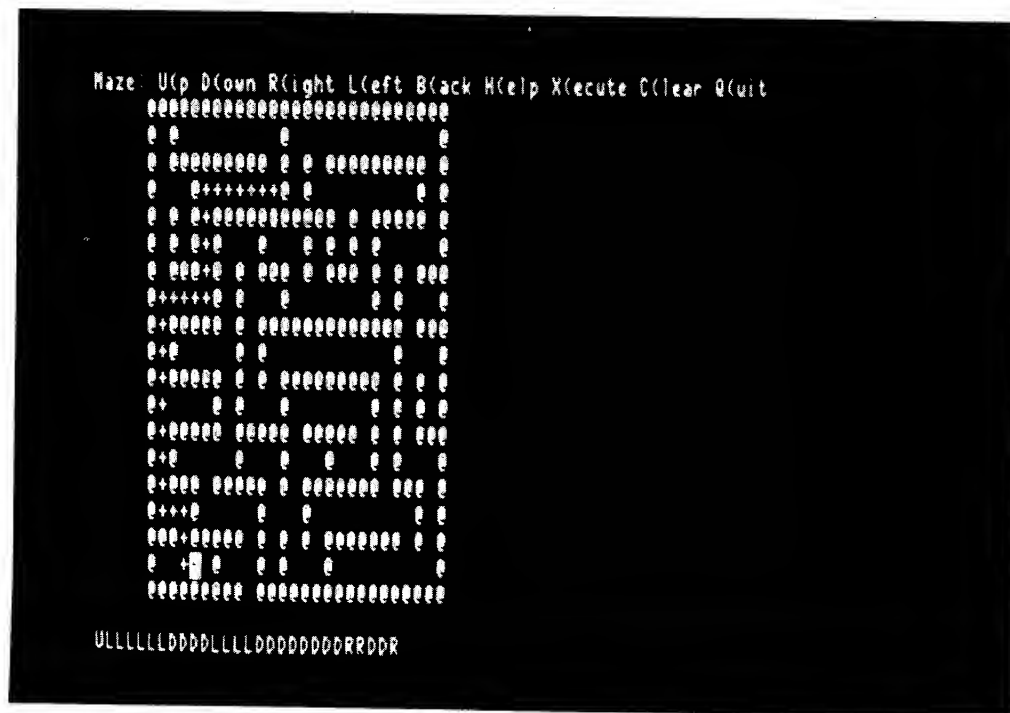 Maze: U(p D(own R(ight L(eft B(ack H(elp X(ecute C(lear Q(uit
@@@@@@@@@@@@@@@@@@@@@@@@@@@
@ @         @             @
@ @@@@@@@@@ @ @ @@@@@@@@@ @
@   @+++++++@ @         @ @
@ @ @+@@@@@@@@@@@ @ @@@@@ @
@ @ @+@   @   @ @ @ @     @
@ @@@+@ @ @@@ @ @@@ @ @ @@@
@+++++@ @   @       @ @   @
@+@@@@@ @ @@@@@@@@@@@@@ @@@
@+@     @ @           @   @
@+@@@@@ @ @ @@@@@@@@@ @ @ @
@+    @ @   @       @ @ @ @
@+@@@@@ @@@@@ @@@@@ @ @ @@@
@+@     @   @   @   @ @   @
@+@@@ @@@@@ @ @@@@@@@ @@@ @
@+++@     @   @         @ @
@@@+@@@@@ @ @ @ @@@@@@@ @ @
@  +  @   @ @   @         @
@@@@@@@@@ @@@@@@@@@@@@@@@@@
ULLLLLLDDDDLLLLDDDDDDDDRRDDR